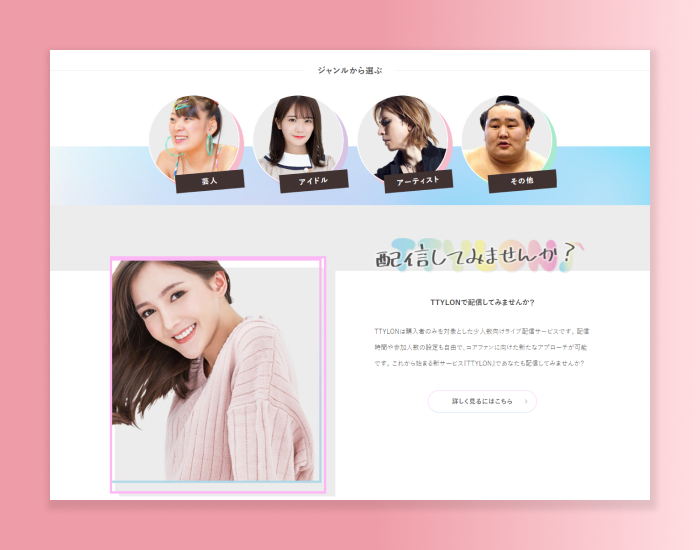 ジャンルから選ぶ
芸人
アイドル
アーティスト
その他
TTYLON
配信してみませんか？
TTYLONで配信してみませんか？
TTYLONは購入者のみを対象とした少人数向けライブ配信サービスです。配信
時間や参加人数の設定も自由で、コアファンに向けた新たなアプローチが可能
です。これから始まる新サービス『TTYLON』であなたも配信してみませんか？
詳しく見るにはこちら